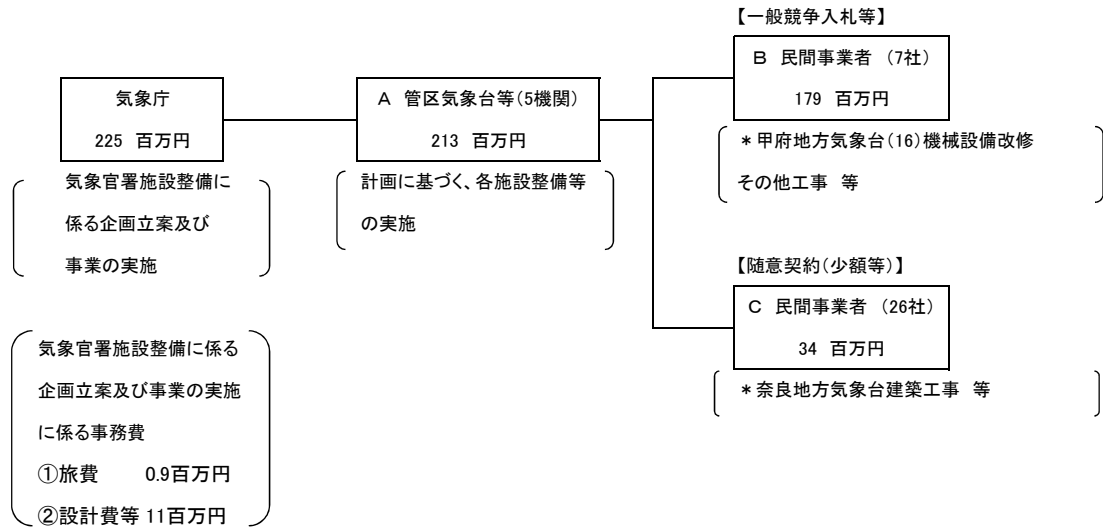 気象庁
225 百万円
気象官署施設整備に
係る企画立案及び
事業の実施
気象官署施設整備に係る
企画立案及び事業の実施
に係る事務費
①旅費 0.9百万円
②設計費等 11百万円
A 管区気象台等(5機関)
213 百万円
計画に基づく、各施設整備等
の実施
【一般競争入札等】
B 民間事業者 (7社)
179 百万円
*甲府地方気象台(16)機械設備改修
その他工事 等
【随意契約(少額等)】
C 民間事業者 (26社)
34 百万円
*奈良地方気象台建築工事 等